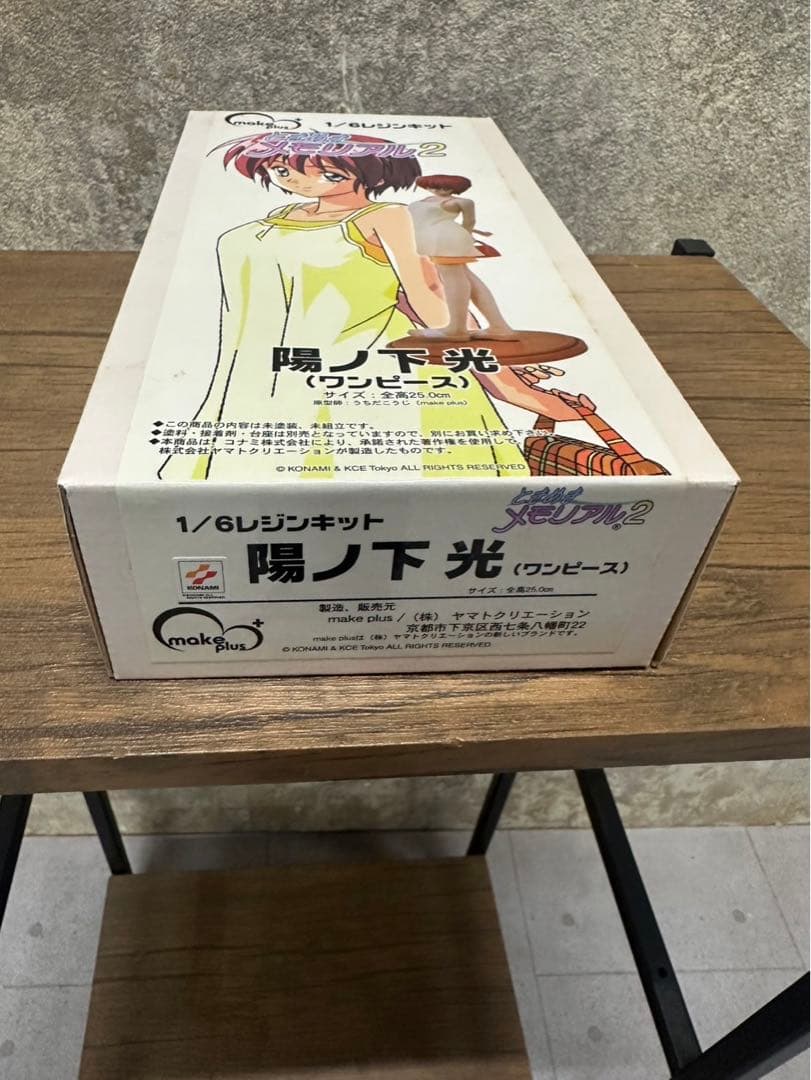 make plus+
1/6レジンキット
ときめき
メモリアル2
陽ノ下 光
(ワンピース)
サイズ：全高25.0cm
原型師：うちだこうじ (make plus)
◆この商品の内容は未塗装、未組立です。
◆塗料・接着剤・台座は別売となっていますので、別にお買い求め下さい。
◆本商品は、コナミ株式会社により、承諾された著作権を使用して、
株式会社ヤマトクリエーションが製造したものです。
© KONAMI & KCE Tokyo ALL RIGHTS RESERVED
1/6レジンキット
ときめき
メモリアル®2
陽ノ下 光 (ワンピース)
KONAMI
サイズ：全高25.0cm
製造、販売元
make plus / (株) ヤマトクリエーション
京都市下京区西七条八幡町22
make plusは (株) ヤマトクリエーションの新しいブランドです。
© KONAMI & KCE Tokyo ALL RIGHTS RESERVED
make plus+